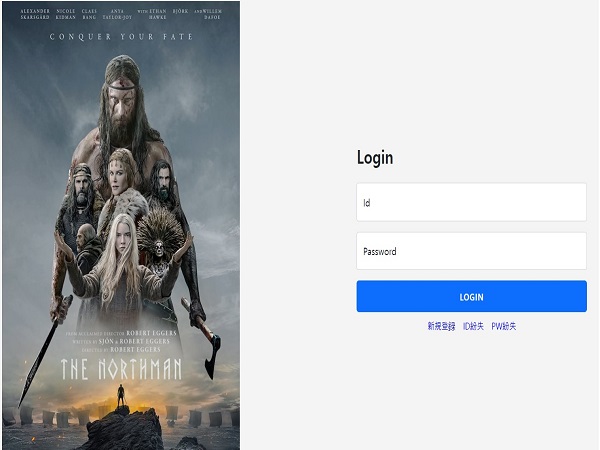 ALEXANDER NICOLE CLAES ANYA WITH ETHAN BJÖRK AND WILLEM
SKARSGÅRD KIDMAN BANG TAYLOR-JOY HAWKE DAFOE
CONQUER YOUR FATE
FROM ACCLAIMED DIRECTOR ROBERT EGGERS
WRITTEN BY SJÓN & ROBERT EGGERS
DIRECTED BY ROBERT EGGERS
THE NORTHMAN
Login
Id
Password
LOGIN
新規登録 ID紛失 PW紛失